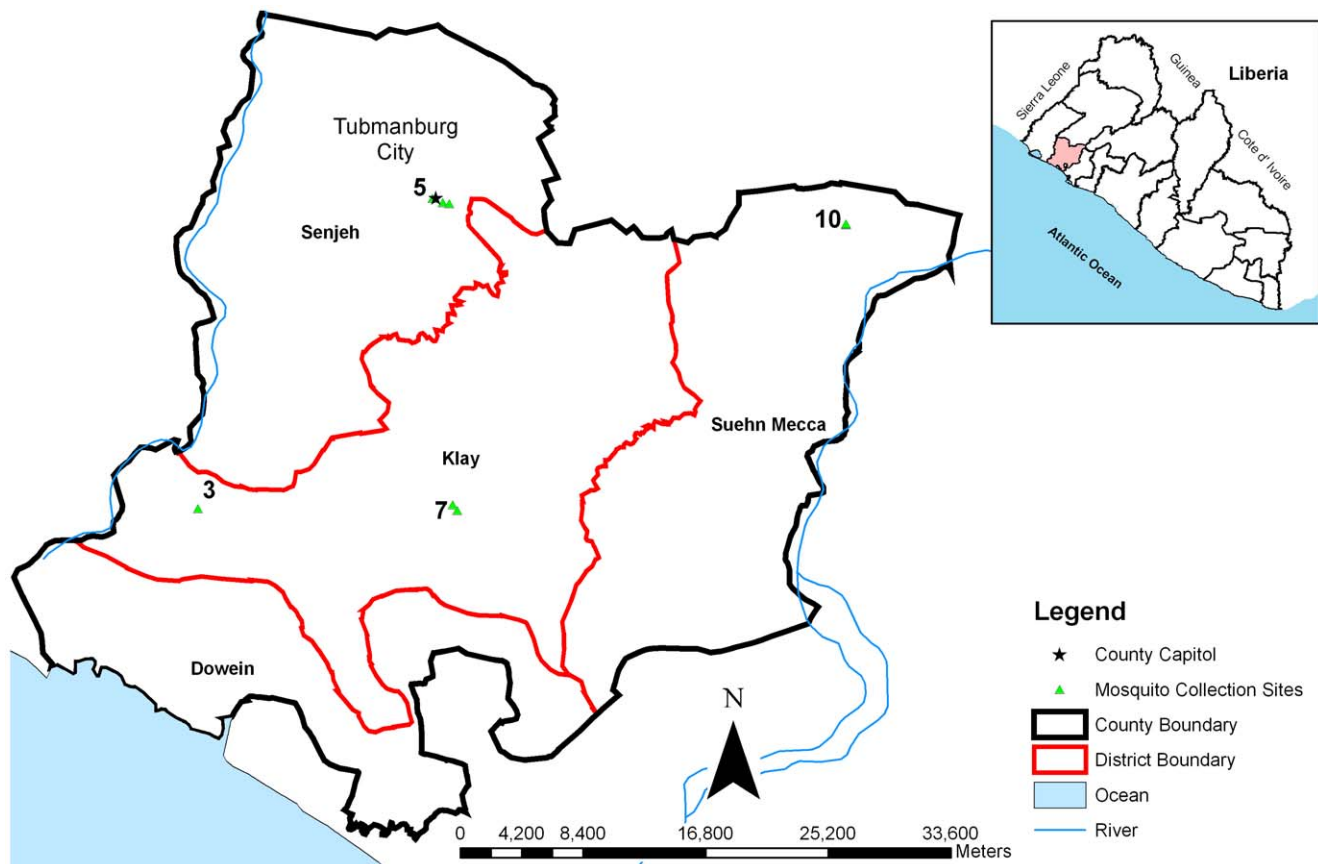 Tubmanburg
City
5
Senjeh
10
Suehn Mecca
Klay
3
7
Dowein
N
0 4,200 8,400 16,800 25,200 33,600
Meters
Liberia
Sierra Leone
Guinea
Cote d' Ivoire
Atlantic Ocean
Legend
County Capitol
Mosquito Collection Sites
County Boundary
District Boundary
Ocean
River